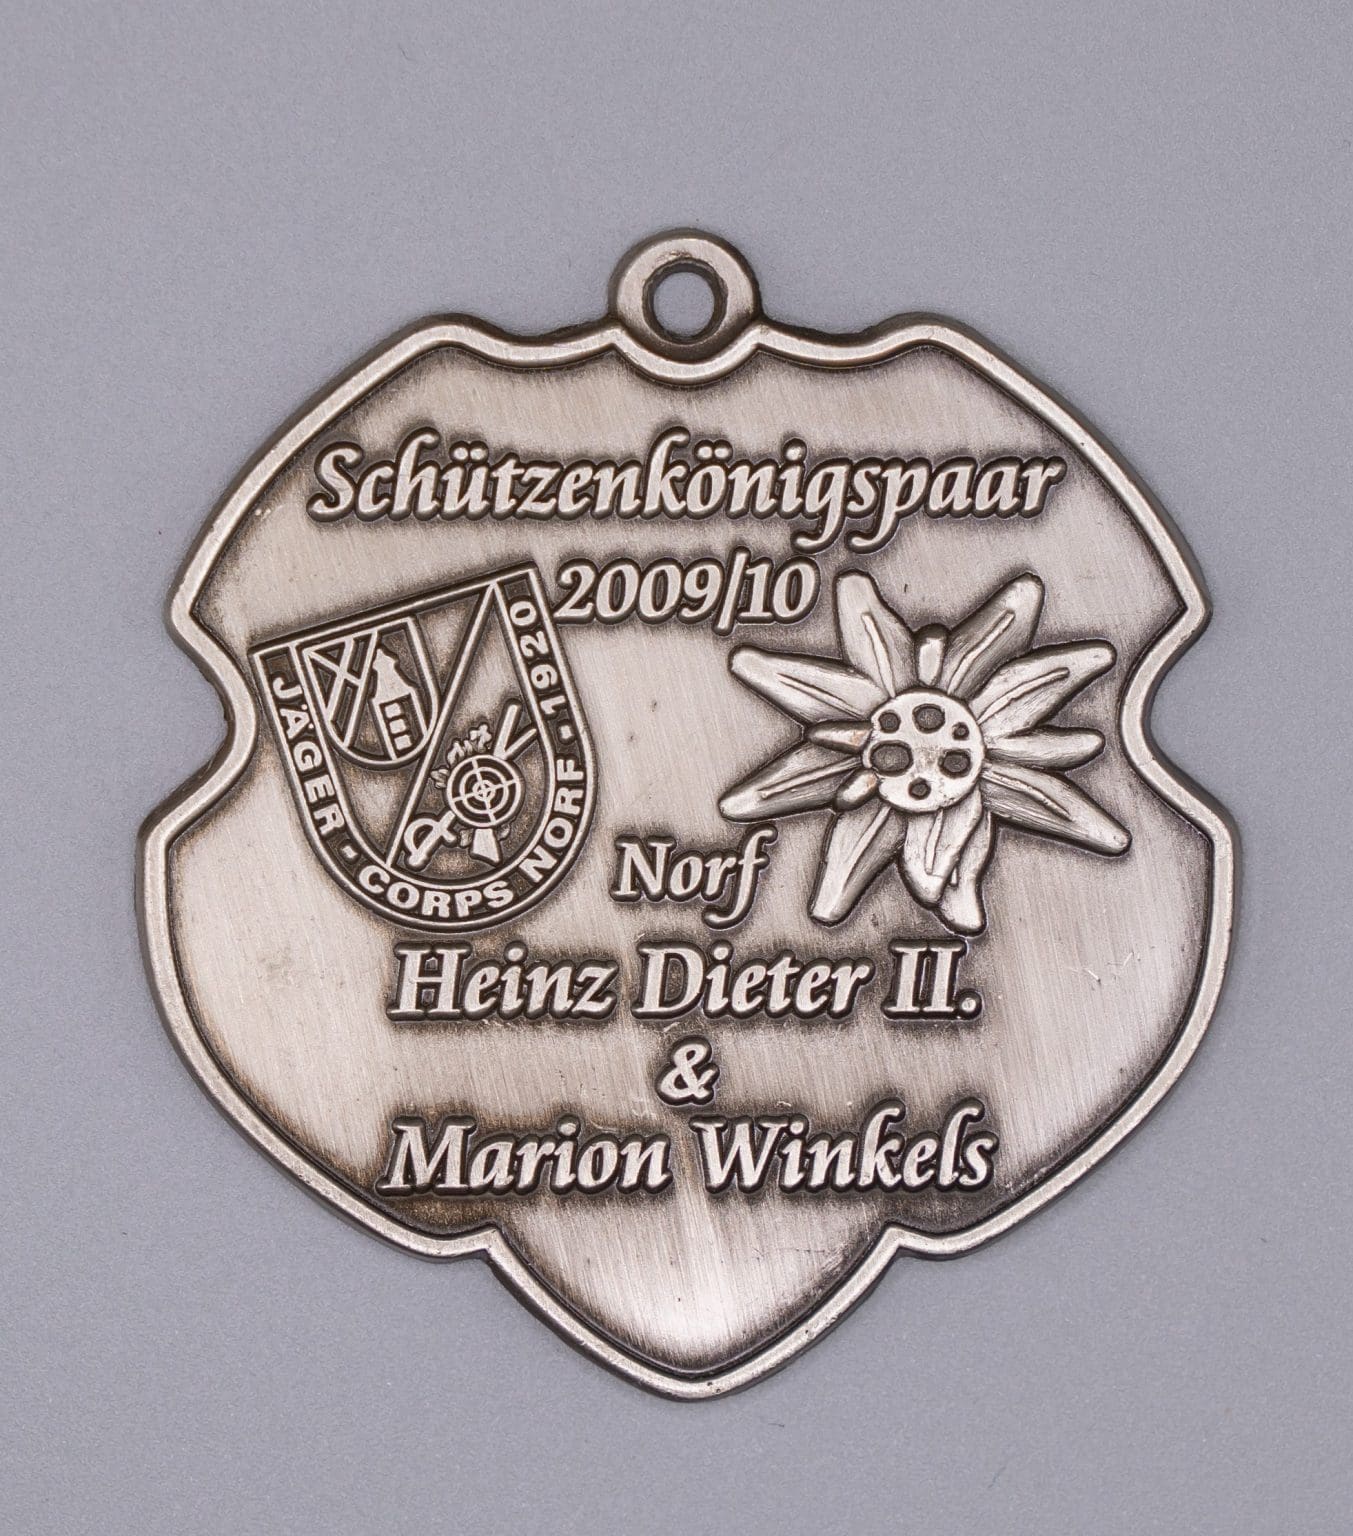 Schützenkönigspaar
2009/10
JÄGER - CORPS NORF - 1920
Norf
Heinz Dieter II.
&
Marion Winkels